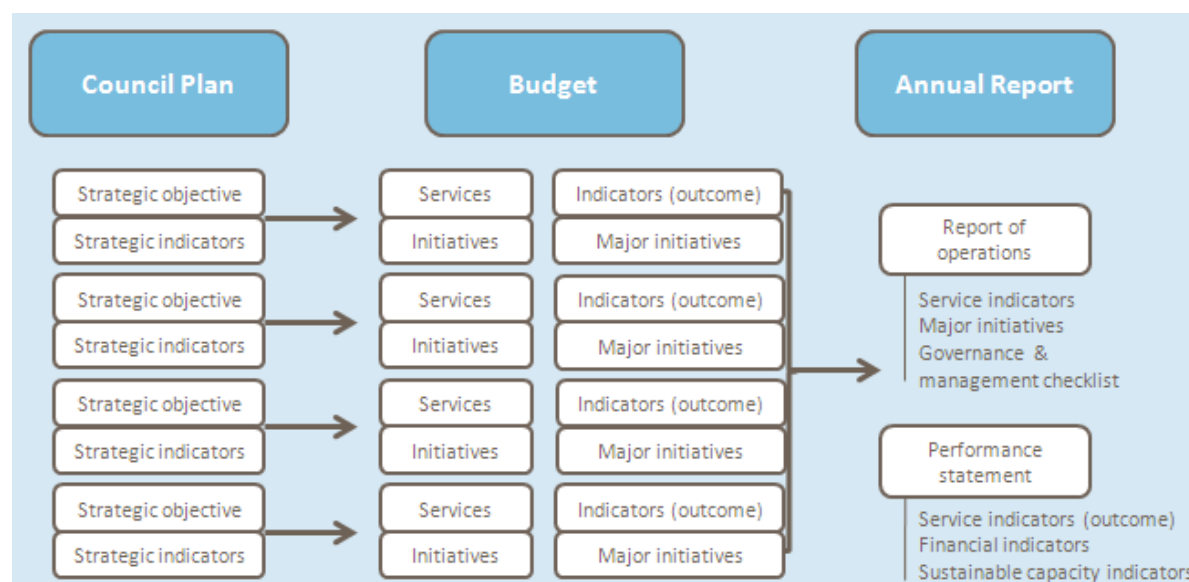 Council Plan
Budget
Annual Report
Strategic objective
Strategic indicators
Services
Initiatives
Indicators (outcome)
Major initiatives
Strategic objective
Strategic indicators
Services
Initiatives
Indicators (outcome)
Major initiatives
Strategic objective
Strategic indicators
Services
Initiatives
Indicators (outcome)
Major initiatives
Strategic objective
Strategic indicators
Services
Initiatives
Indicators (outcome)
Major initiatives
Report of
operations
Service indicators
Major initiatives
Governance &
management checklist
Performance
statement
Service indicators (outcome)
Financial indicators
Sustainable capacity indicators